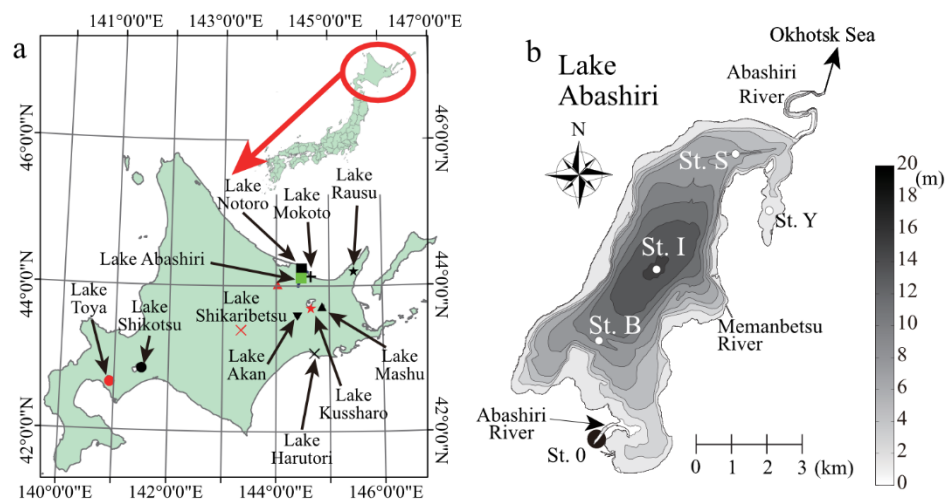 a
141°0'0"E
143°0'0"E
145°0'0"E
147°0'0"E
46°0'0"N
44°0'0"N
42°0'0"N
46°0'0"N
44°0'0"N
42°0'0"N
140°0'0"E
142°0'0"E
144°0'0"E
146°0'0"E
Lake
Notoro
Lake
Mokoto
Lake
Rausu
Lake Abashiri
Lake
Toya
Lake
Shikotsu
Lake
Shikaribetsu
Lake
Akan
Lake
Mashu
Lake
Kussharo
Lake
Harutori
b
Lake
Abashiri
Okhotsk Sea
Abashiri
River
N
St. S
St. Y
St. I
St. B
Memanbetsu
River
Abashiri
River
St. 0
0 1 2 3
(km)
20
(m)
18
16
14
12
10
8
6
4
2
0